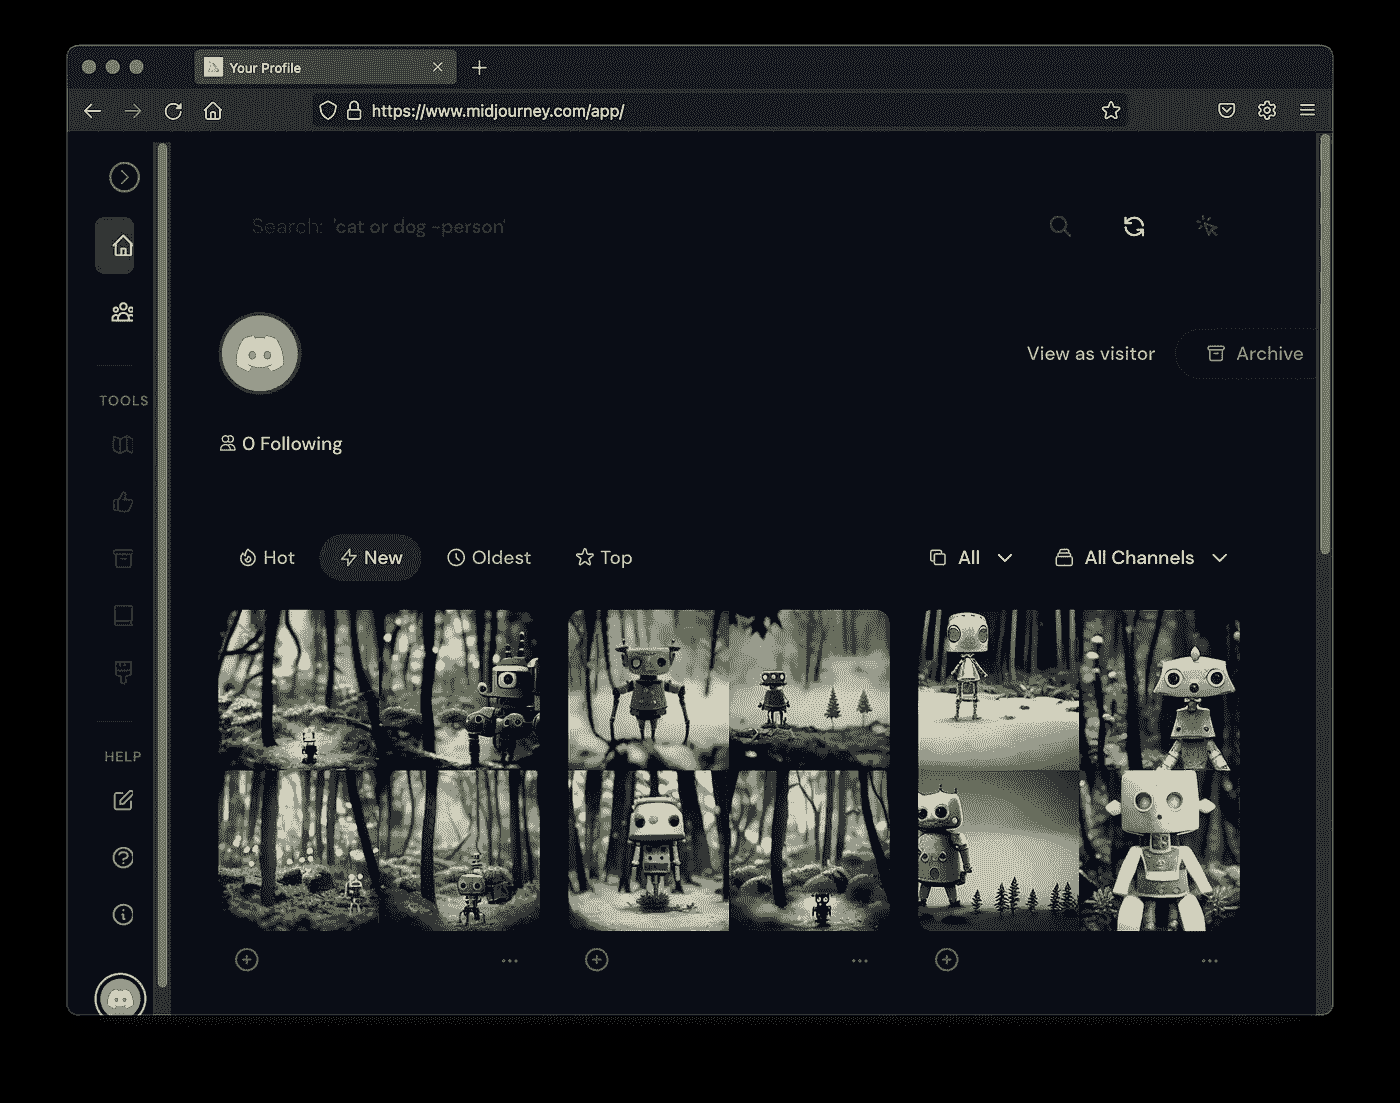 Your Profile
https://www.midjourney.com/app/
Search: 'cat or dog -person'
View as visitor
Archive
TOOLS
0 Following
Hot
New
Oldest
Top
All
All Channels
HELP